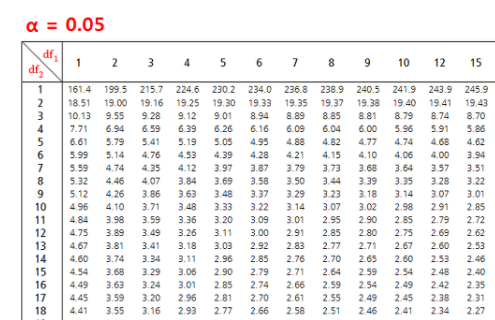 α = 0.05
df1
df2
1 2 3 4 5 6 7 8 9 10 12 15
1 161.4 199.5 215.7 224.6 230.2 234.0 236.8 238.9 240.5 241.9 243.9 245.9
2 18.51 19.00 19.16 19.25 19.30 19.33 19.35 19.37 19.38 19.40 19.41 19.43
3 10.13 9.55 9.28 9.12 9.01 8.94 8.89 8.85 8.81 8.79 8.74 8.70
4 7.71 6.94 6.59 6.39 6.26 6.16 6.09 6.04 6.00 5.96 5.91 5.86
5 6.61 5.79 5.41 5.19 5.05 4.95 4.88 4.82 4.77 4.74 4.68 4.62
6 5.99 5.14 4.76 4.53 4.39 4.28 4.21 4.15 4.10 4.06 4.00 3.94
7 5.59 4.74 4.35 4.12 3.97 3.87 3.79 3.73 3.68 3.64 3.57 3.51
8 5.32 4.46 4.07 3.84 3.69 3.58 3.50 3.44 3.39 3.35 3.28 3.22
9 5.12 4.26 3.86 3.63 3.48 3.37 3.29 3.23 3.18 3.14 3.07 3.01
10 4.96 4.10 3.71 3.48 3.33 3.22 3.14 3.07 3.02 2.98 2.91 2.85
11 4.84 3.98 3.59 3.36 3.20 3.09 3.01 2.95 2.90 2.85 2.79 2.72
12 4.75 3.89 3.49 3.26 3.11 3.00 2.91 2.85 2.80 2.75 2.69 2.62
13 4.67 3.81 3.41 3.18 3.03 2.92 2.83 2.77 2.71 2.67 2.60 2.53
14 4.60 3.74 3.34 3.11 2.96 2.85 2.76 2.70 2.65 2.60 2.53 2.46
15 4.54 3.68 3.29 3.06 2.90 2.79 2.71 2.64 2.59 2.54 2.48 2.40
16 4.49 3.63 3.24 3.01 2.85 2.74 2.66 2.59 2.54 2.49 2.42 2.35
17 4.45 3.59 3.20 2.96 2.81 2.70 2.61 2.55 2.49 2.45 2.38 2.31
18 4.41 3.55 3.16 2.93 2.77 2.66 2.58 2.51 2.46 2.41 2.34 2.27